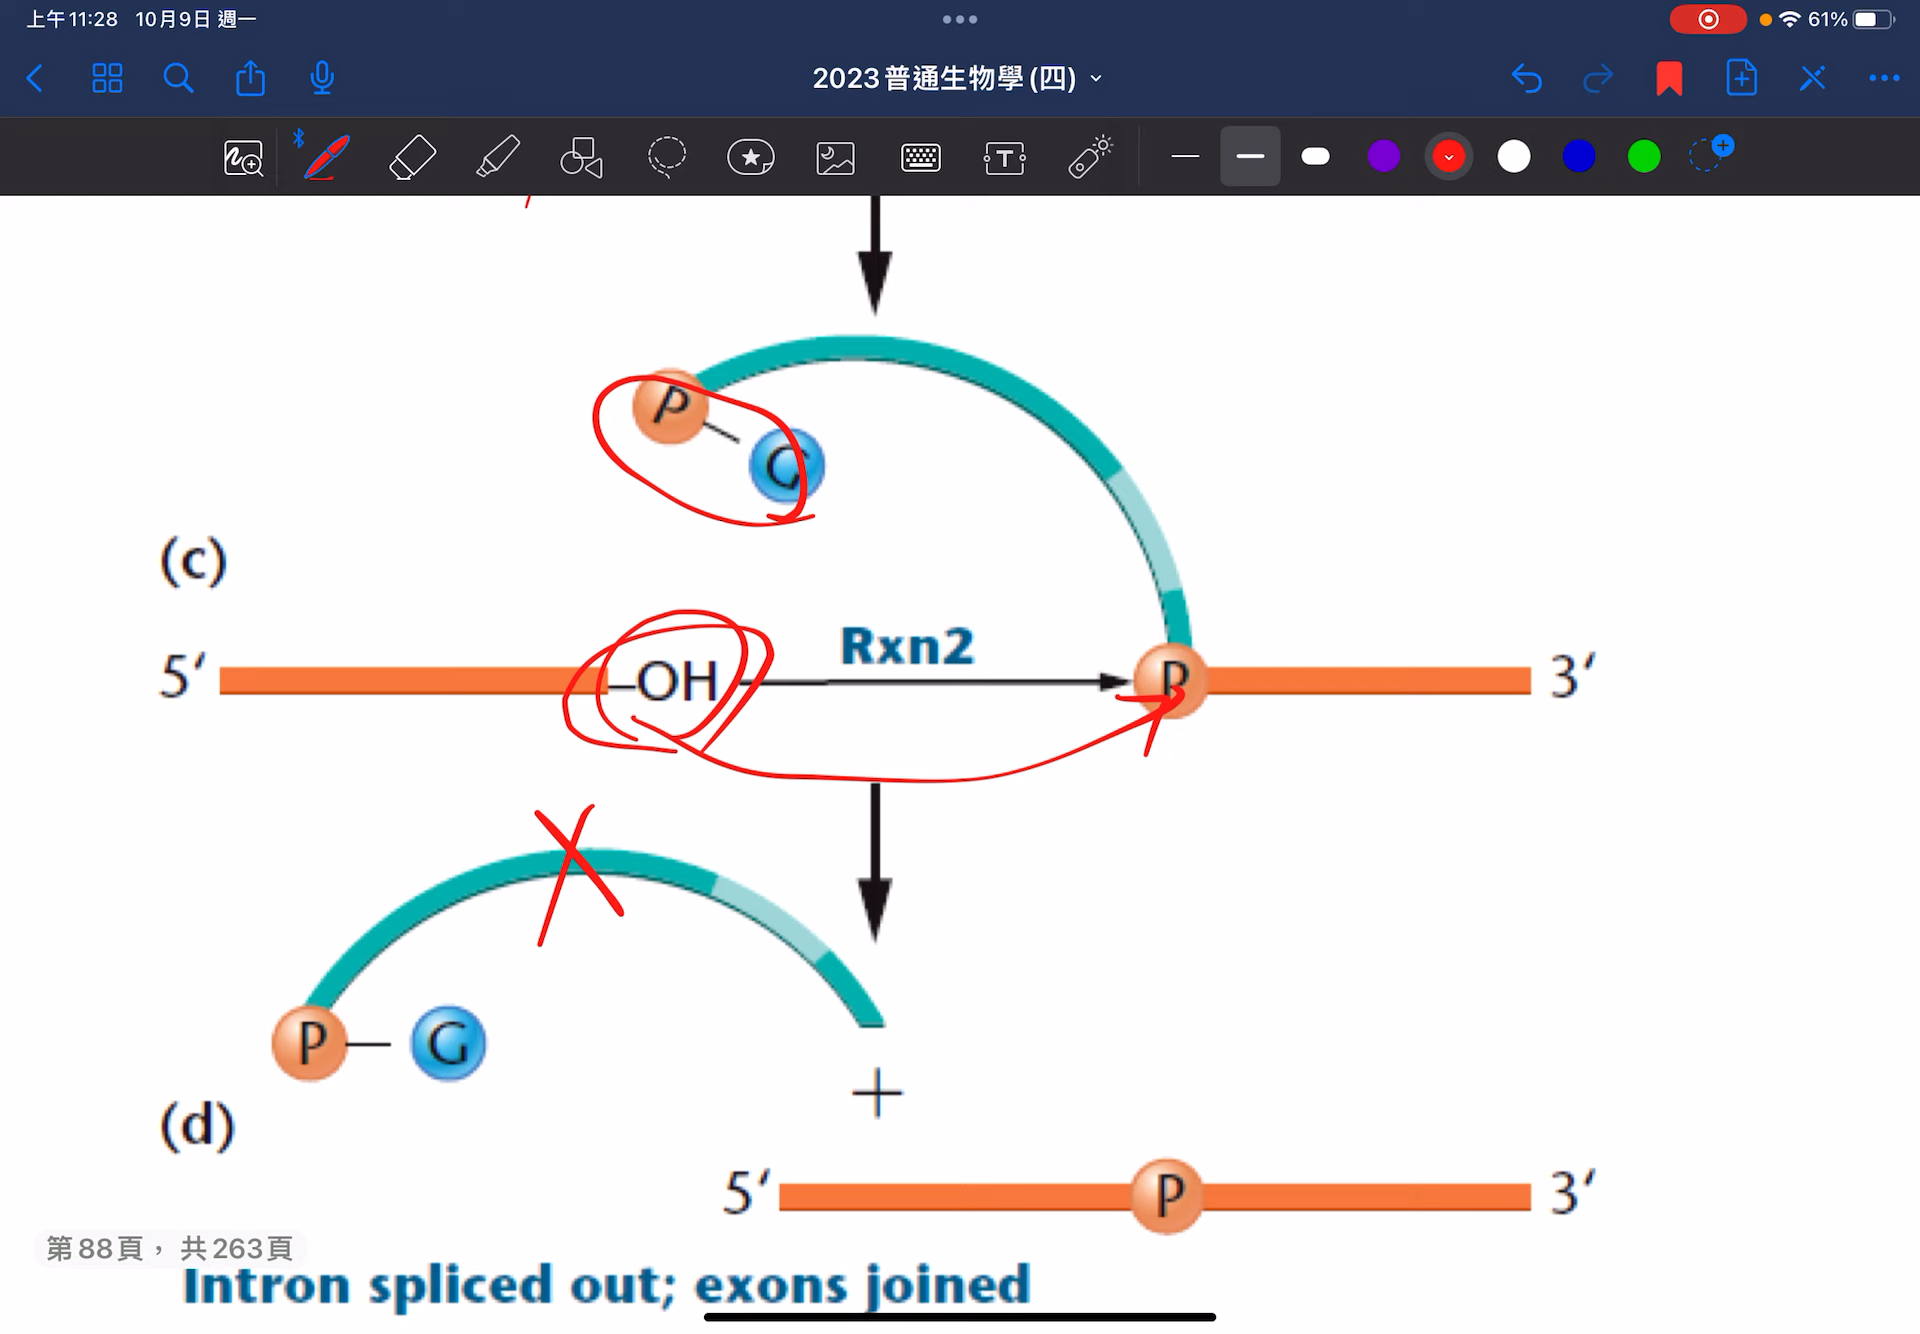 上午11:28 10月9日 週一
61%
2023普通生物學(四)
T
P
G
(c)
5′ –OH Rxn2 P 3′
P – G
+
(d)
5′ P 3′
第88頁，共263頁
Intron spliced out; exons joined